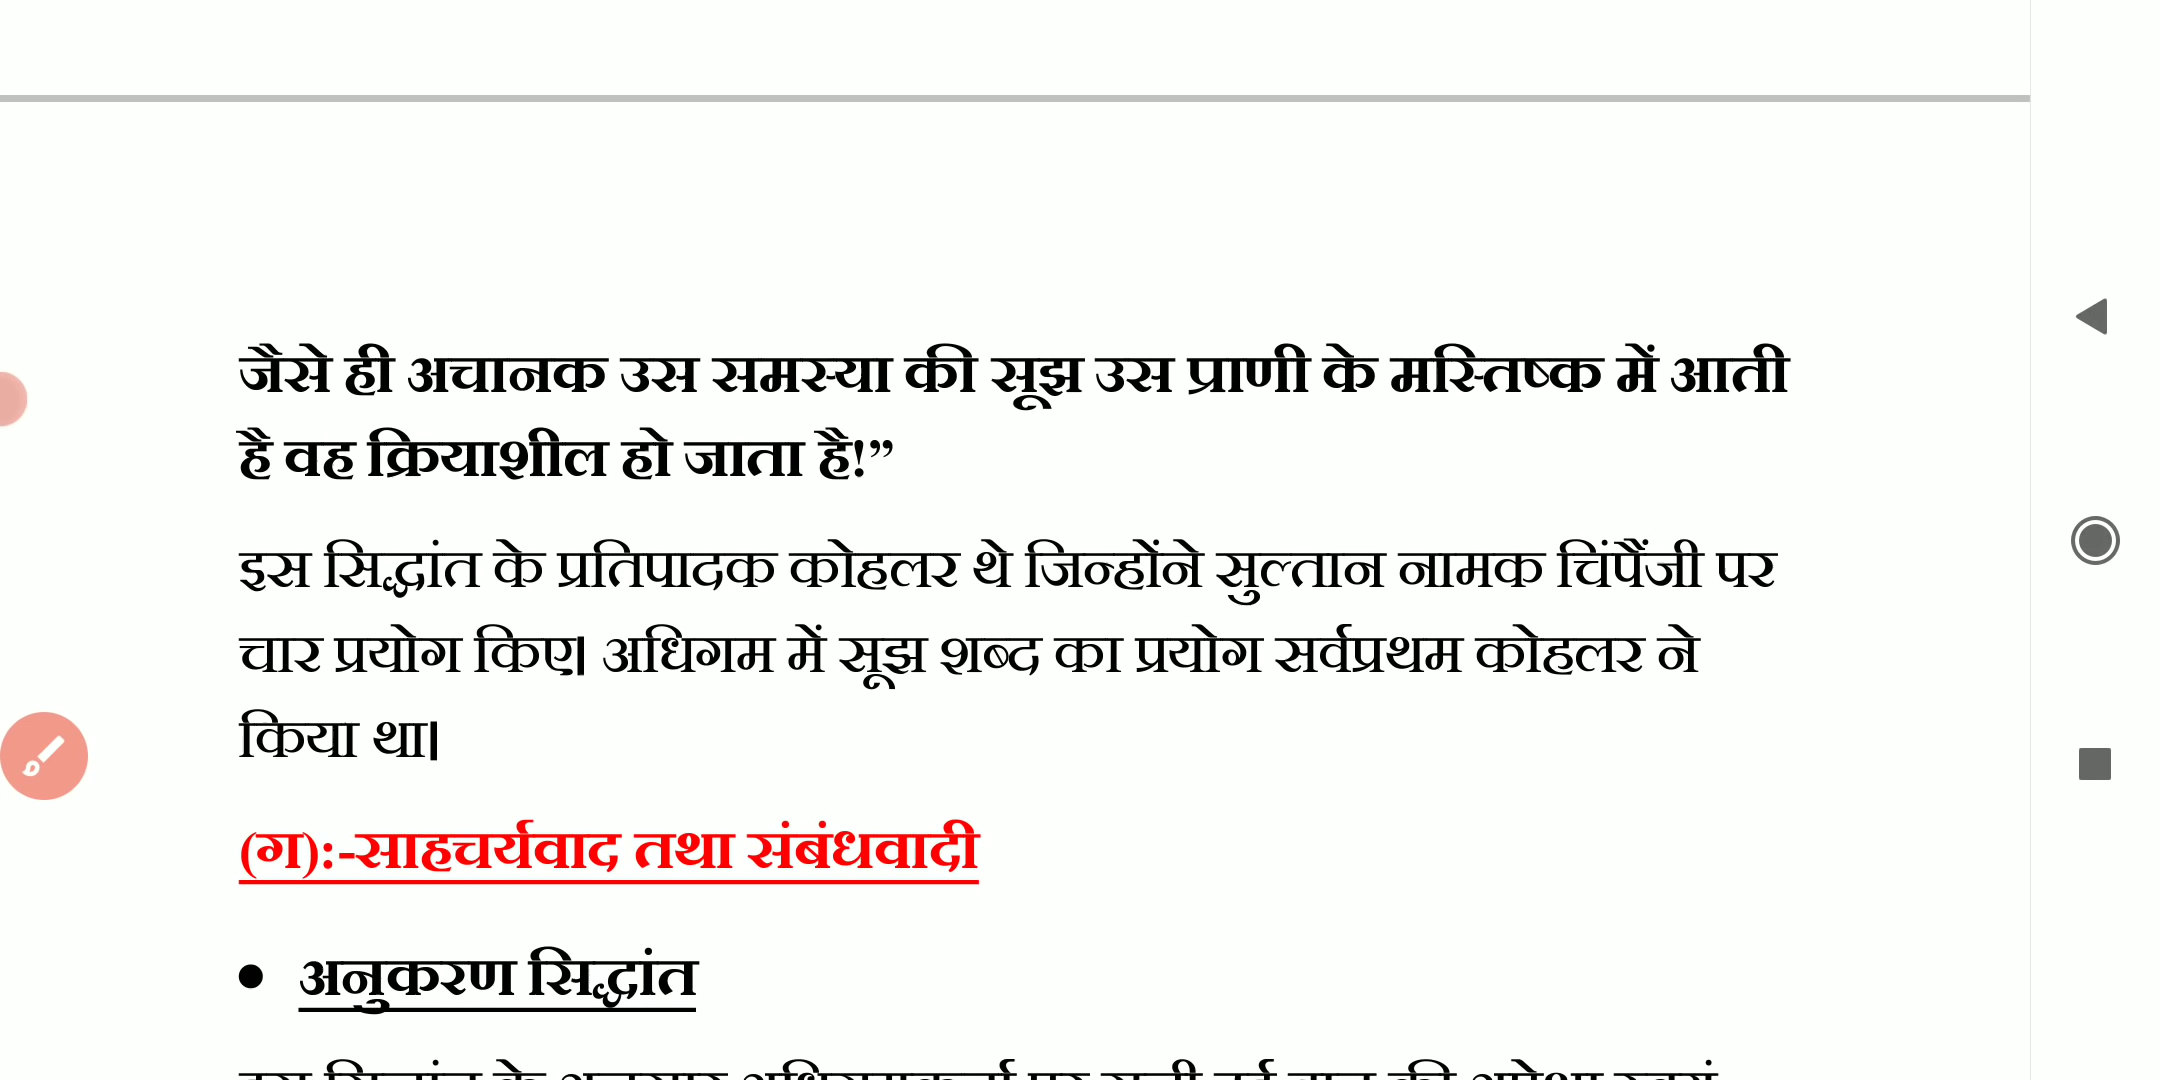 जैसे ही अचानक उस समस्या की सूझ उस प्राणी के मस्तिष्क में आती
है वह क्रियाशील हो जाता है!”
इस सिद्धांत के प्रतिपादक कोहलर थे जिन्होंने सुल्तान नामक चिंपैंजी पर
चार प्रयोग किए। अधिगम में सूझ शब्द का प्रयोग सर्वप्रथम कोहलर ने
किया था।
(ग):-साहचर्यवाद तथा संबंधवादी
● अनुकरण सिद्धांत